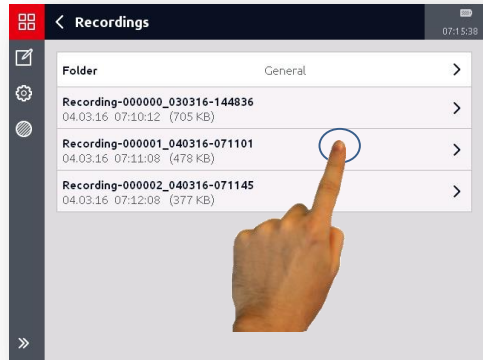 Recordings
07:15:38
Folder General
Recording-000000_030316-144836
04.03.16 07:10:12 (705 KB)
Recording-000001_040316-071101
04.03.16 07:11:08 (478 KB)
Recording-000002_040316-071145
04.03.16 07:12:08 (377 KB)